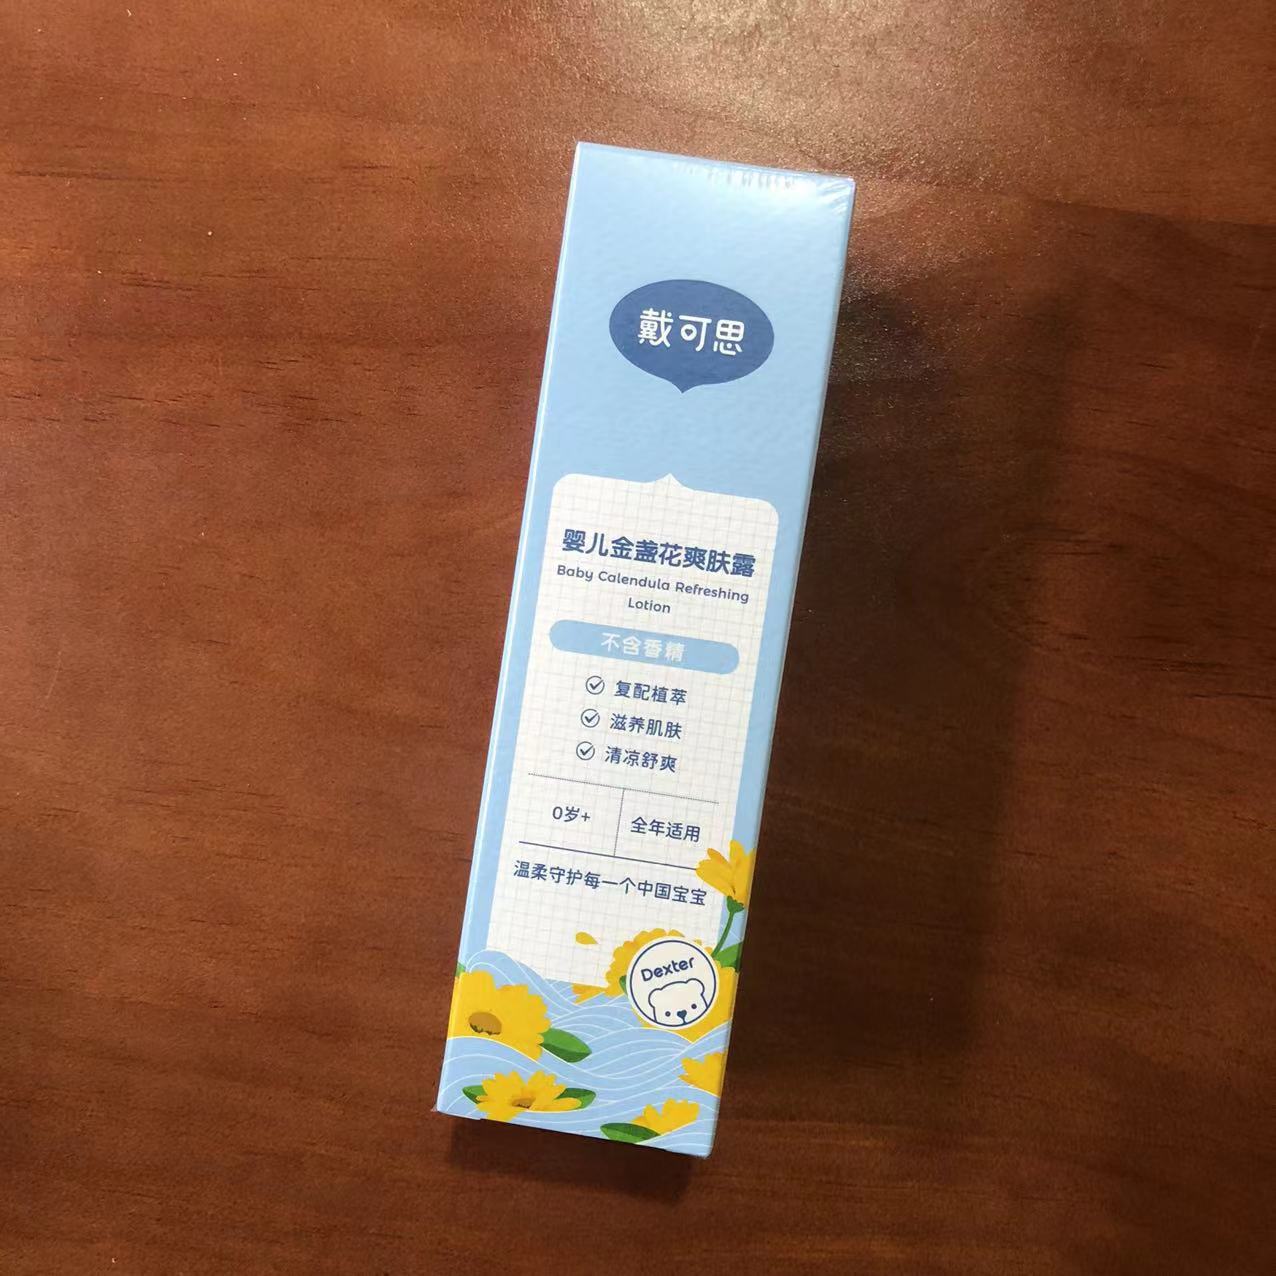 戴可思
婴儿金盏花爽肤露
Baby Calendula Refreshing
Lotion
不含香精
复配植萃
滋养肌肤
清凉舒爽
0岁+
全年适用
温柔守护每一个中国宝宝
Dexter